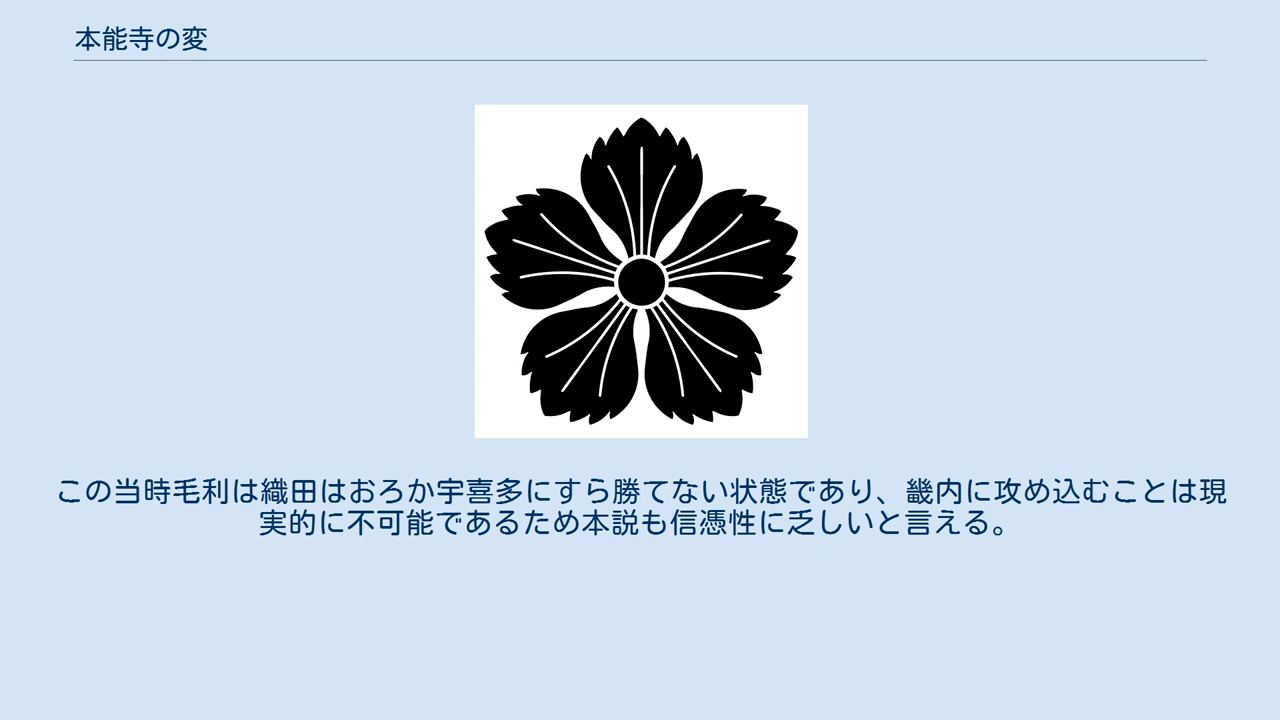 本能寺の変
この当時毛利は織田はおろか宇喜多にすら勝てない状態であり、畿内に攻め込むことは現
実的に不可能であるため本説も信憑性に乏しいと言える。